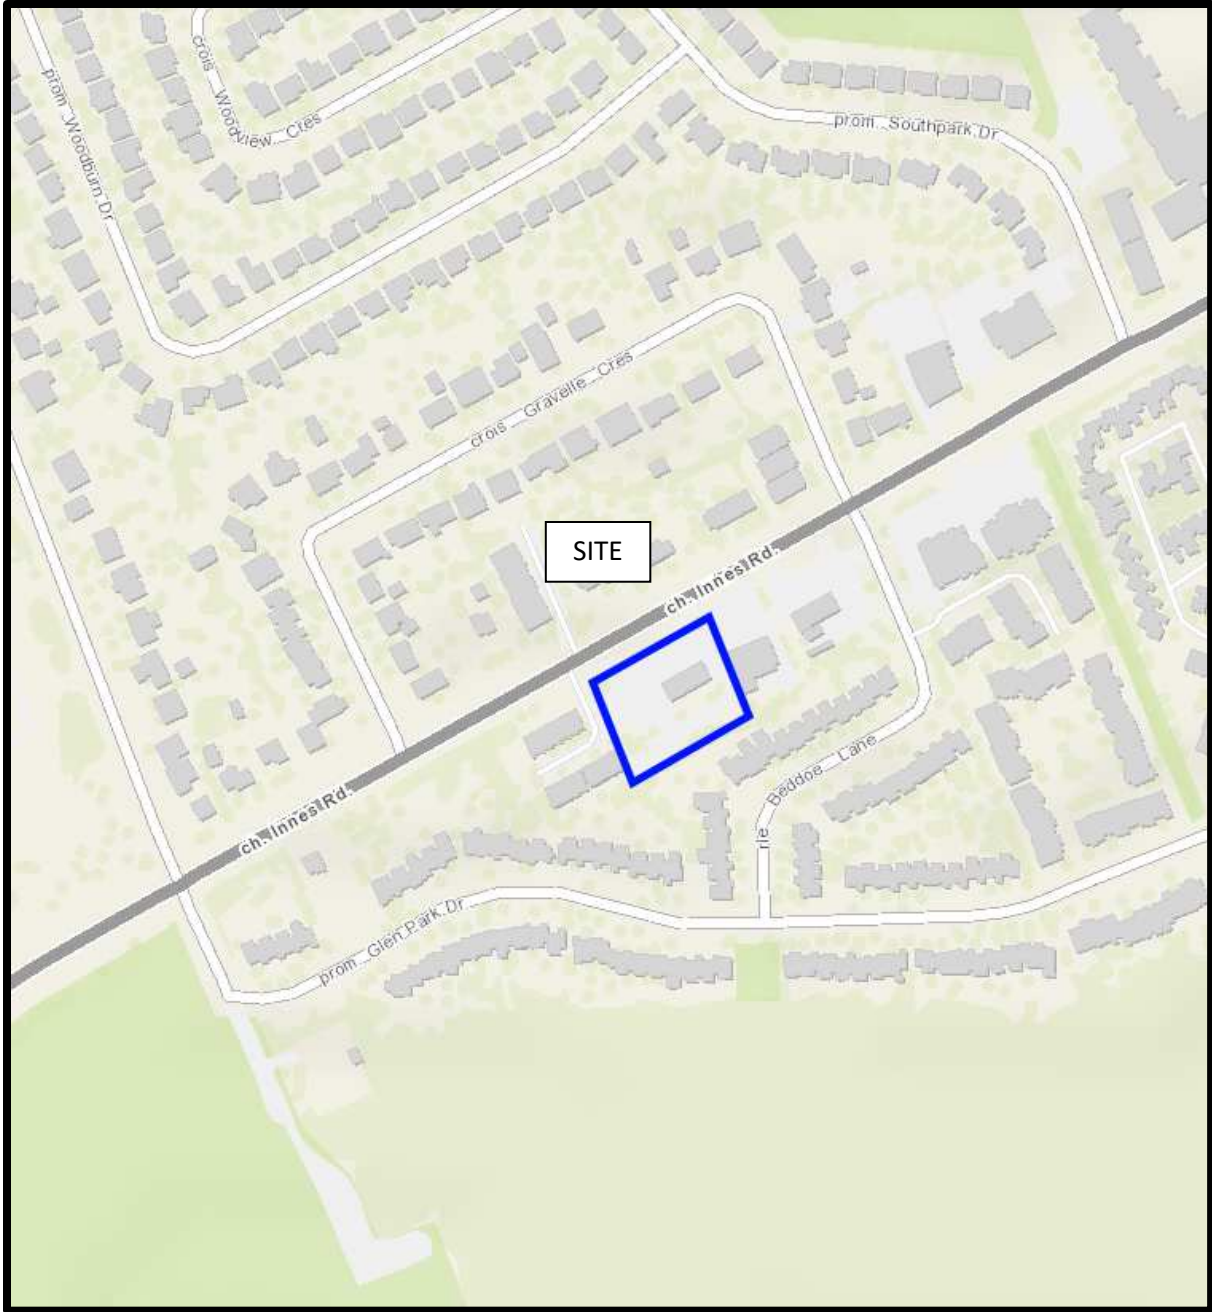 crois Woodview Cres
prom Woodburn Dr
prom Southpark Dr
crois Gravelle Cres
SITE
ch. Innes Rd.
ch. Innes Rd.
rle Beddoe Lane
prom Glen Park Dr